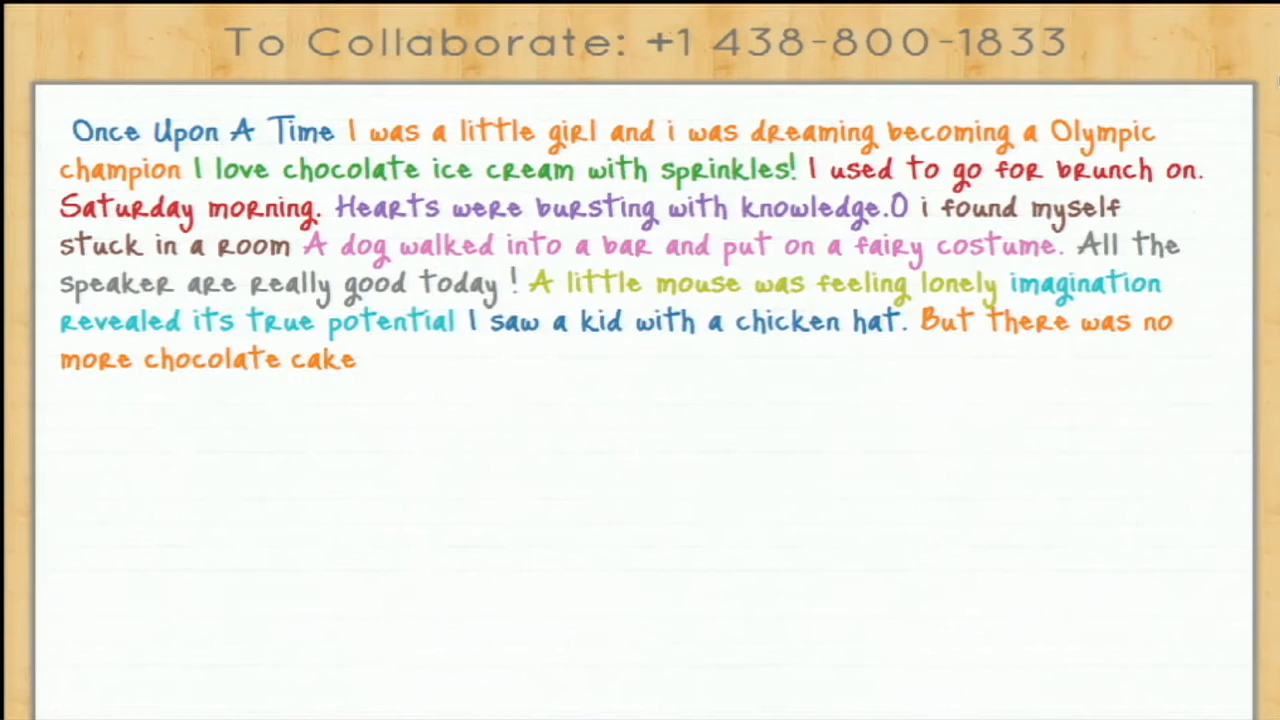 To Collaborate: +1 438-800-1833
Once Upon A Time I was a little girl and i was dreaming becoming a Olympic
champion I love chocolate ice cream with sprinkles! I used to go for brunch on.
Saturday morning. Hearts were bursting with knowledge.O i found myself
stuck in a room A dog walked into a bar and put on a fairy costume. All the
speaker are really good today ! A little mouse was feeling lonely imagination
revealed its true potential I saw a kid with a chicken hat. But there was no
more chocolate cake